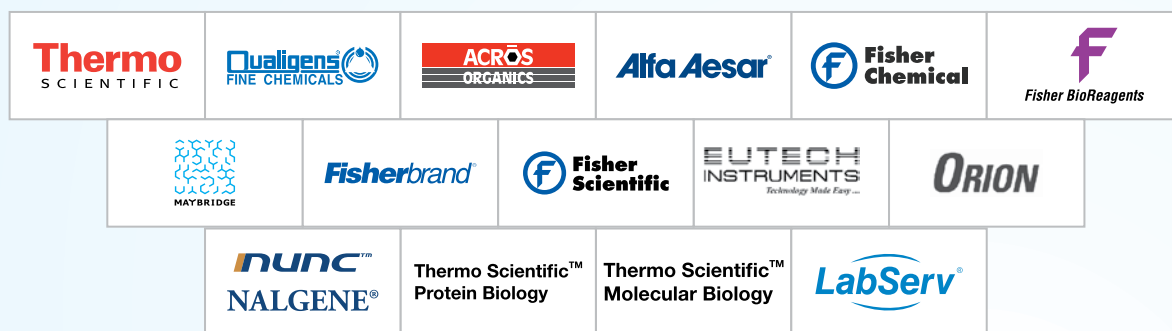 Thermo
SCIENTIFIC
Qualigens®
FINE CHEMICALS
ACROS
ORGANICS
Alfa Aesar®
Fisher
Chemical
Fisher BioReagents
MAYBRIDGE
Fisherbrand®
Fisher
Scientific
EUTECH
INSTRUMENTS
Technology Made Easy ...
ORION
nunc™
NALGENE®
Thermo Scientific™
Protein Biology
Thermo Scientific™
Molecular Biology
LabServ®